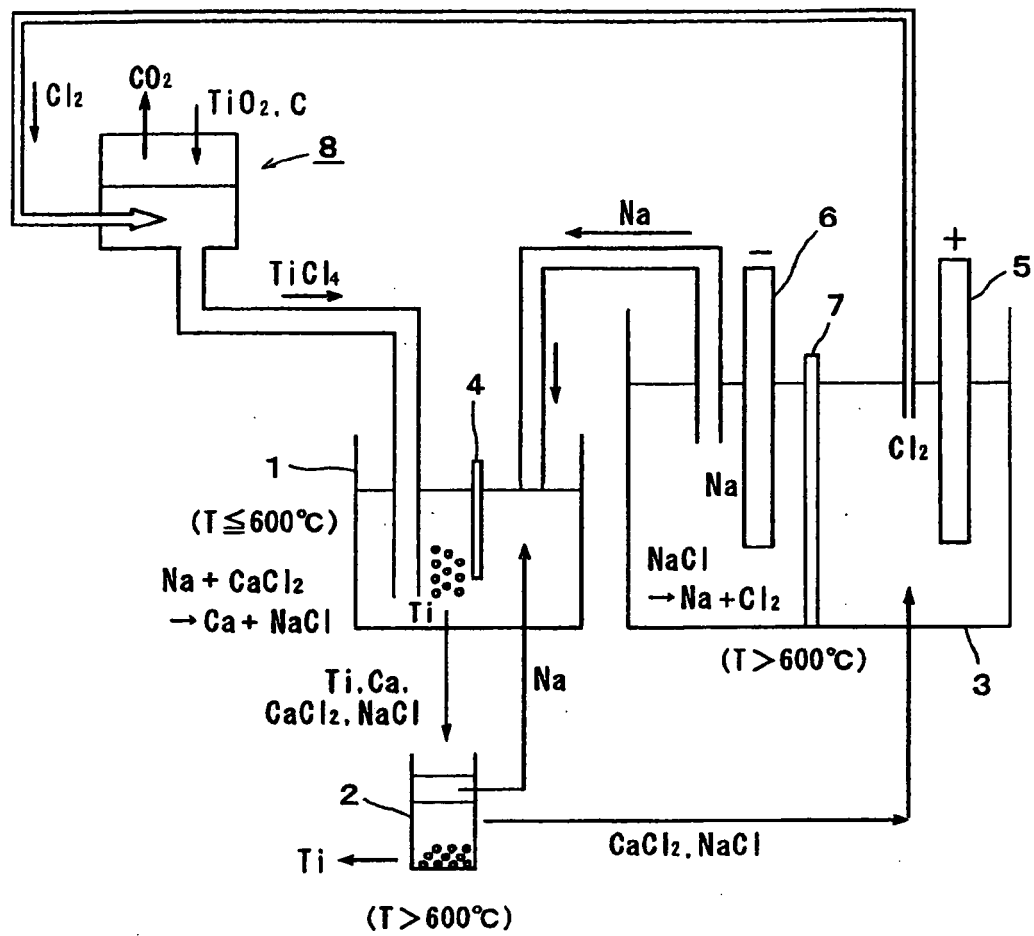 Cl₂
CO₂
TiO₂, C
8
TiCl₄
Na
6
−
+
5
7
4
1
(T≦600℃)
Na + CaCl₂
→ Ca + NaCl
Ti
Na
Cl₂
NaCl
→ Na + Cl₂
(T>600℃)
3
Ti, Ca,
CaCl₂, NaCl
Na
2
CaCl₂, NaCl
Ti
(T>600℃)